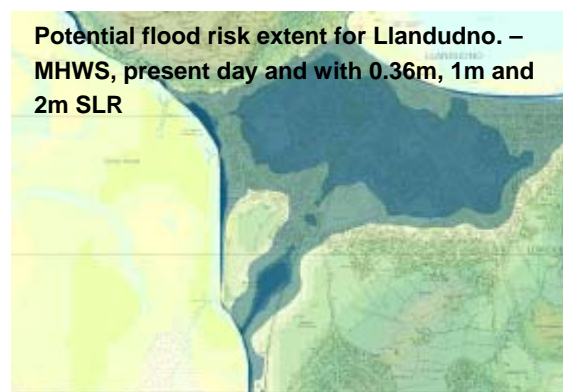 Potential flood risk extent for Llandudno. –
MHWS, present day and with 0.36m, 1m and
2m SLR